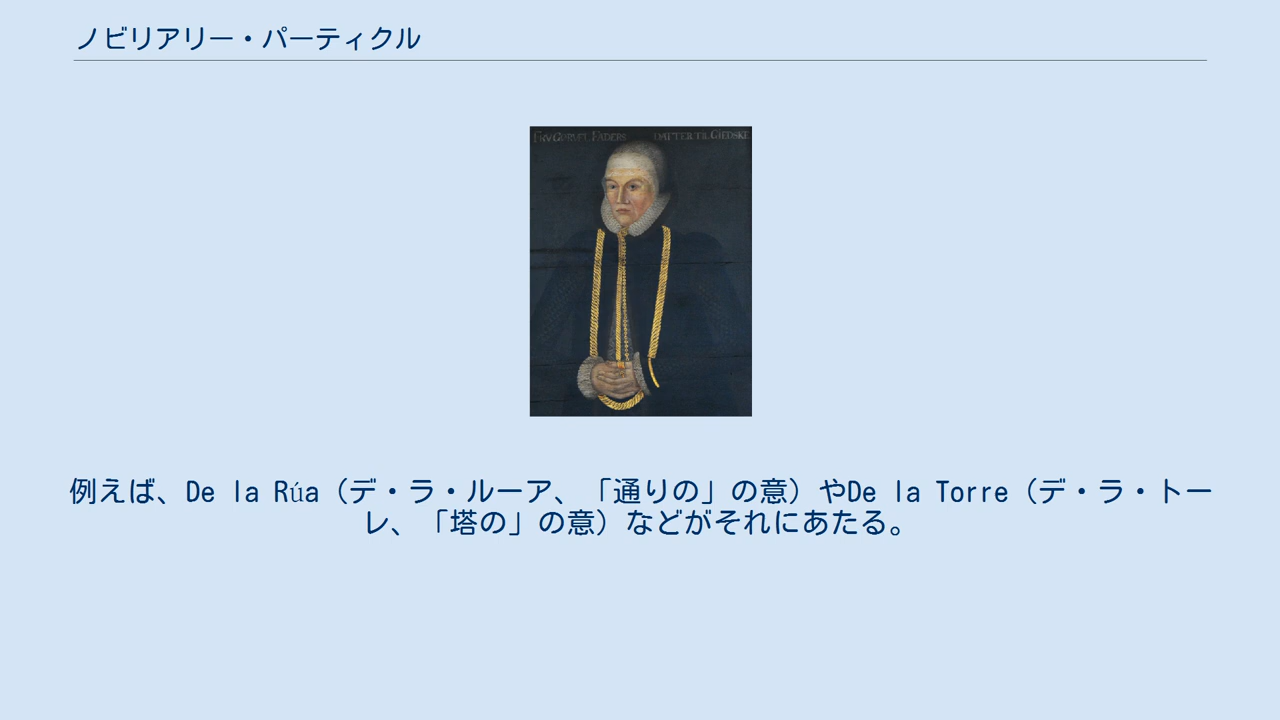 ノビリアリー・パーティクル
例えば、De la Rúa（デ・ラ・ルーア、「通りの」の意）やDe la Torre（デ・ラ・トー
レ、「塔の」の意）などがそれにあたる。